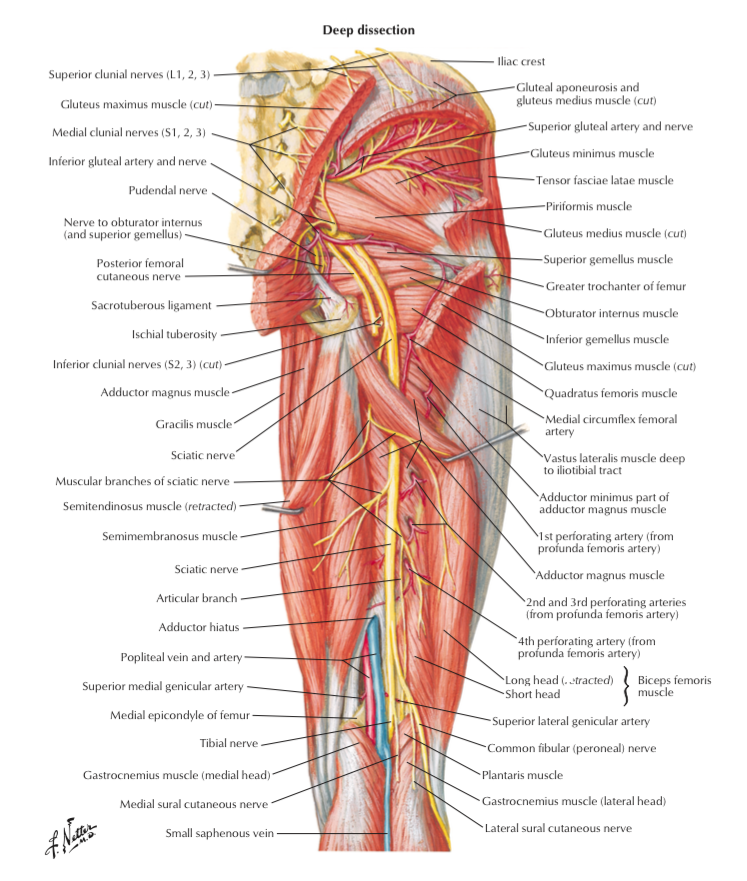 Deep dissection
Superior clunial nerves (L1, 2, 3)
Gluteus maximus muscle (cut)
Medial clunial nerves (S1, 2, 3)
Inferior gluteal artery and nerve
Pudendal nerve
Nerve to obturator internus
(and superior gemellus)
Posterior femoral
cutaneous nerve
Sacrotuberous ligament
Ischial tuberosity
Inferior clunial nerves (S2, 3) (cut)
Adductor magnus muscle
Gracilis muscle
Sciatic nerve
Muscular branches of sciatic nerve
Semitendinosus muscle (retracted)
Semimembranosus muscle
Sciatic nerve
Articular branch
Adductor hiatus
Popliteal vein and artery
Superior medial genicular artery
Medial epicondyle of femur
Tibial nerve
Gastrocnemius muscle (medial head)
Medial sural cutaneous nerve
Small saphenous vein
Iliac crest
Gluteal aponeurosis and
gluteus medius muscle (cut)
Superior gluteal artery and nerve
Gluteus minimus muscle
Tensor fasciae latae muscle
Piriformis muscle
Gluteus medius muscle (cut)
Superior gemellus muscle
Greater trochanter of femur
Obturator internus muscle
Inferior gemellus muscle
Gluteus maximus muscle (cut)
Quadratus femoris muscle
Medial circumflex femoral
artery
Vastus lateralis muscle deep
to iliotibial tract
Adductor minimus part of
adductor magnus muscle
1st perforating artery (from
profunda femoris artery)
Adductor magnus muscle
2nd and 3rd perforating arteries
(from profunda femoris artery)
4th perforating artery (from
profunda femoris artery)
Long head (retracted)
Short head
Biceps femoris
muscle
Superior lateral genicular artery
Common fibular (peroneal) nerve
Plantaris muscle
Gastrocnemius muscle (lateral head)
Lateral sural cutaneous nerve
F. Netter
M.D.